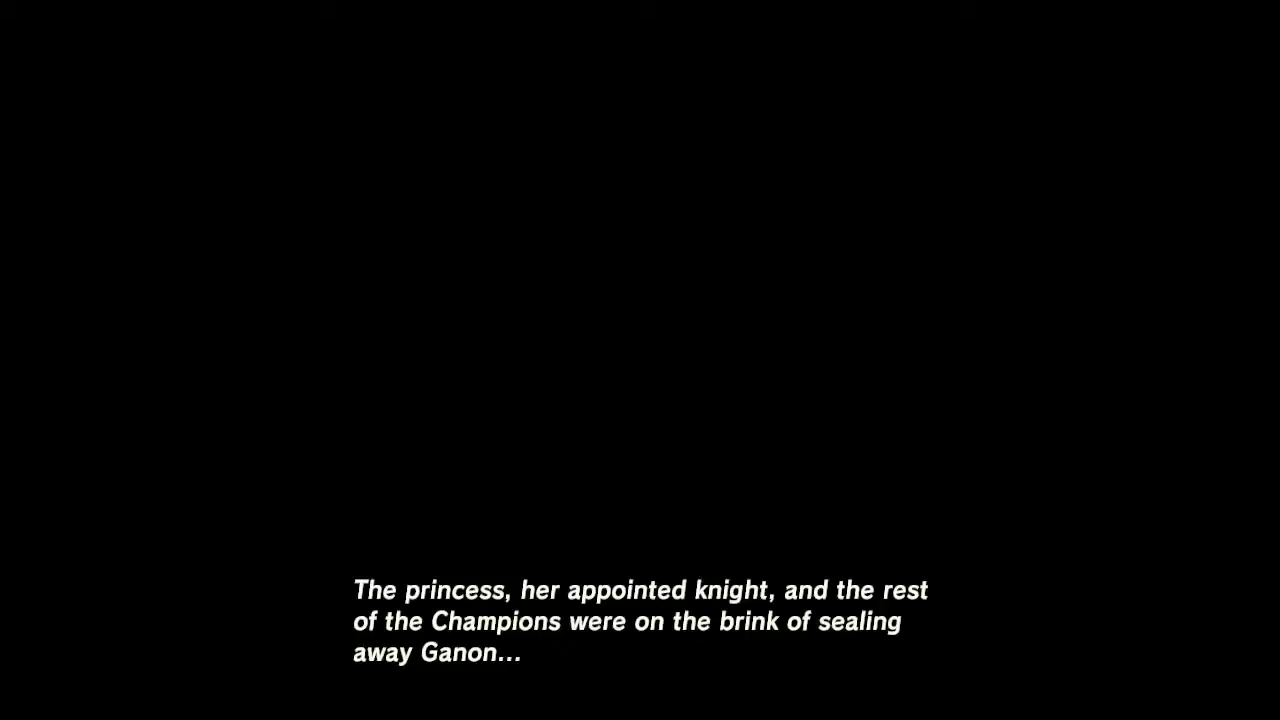 The princess, her appointed knight, and the rest
of the Champions were on the brink of sealing
away Ganon...